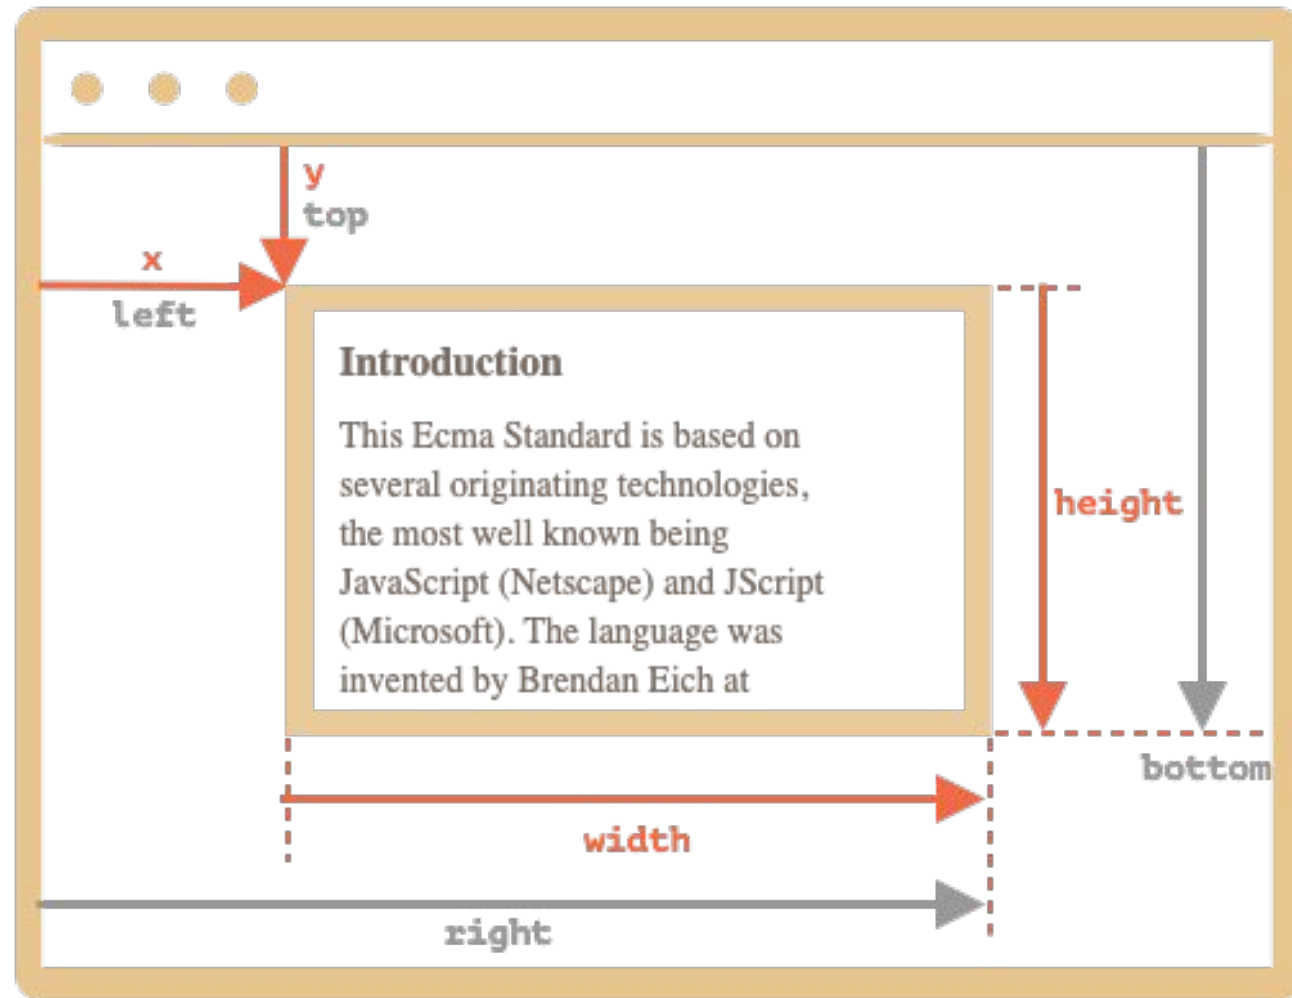 y
top
x
left
Introduction
This Ecma Standard is based on
several originating technologies,
the most well known being
JavaScript (Netscape) and JScript
(Microsoft). The language was
invented by Brendan Eich at
height
bottom
width
right